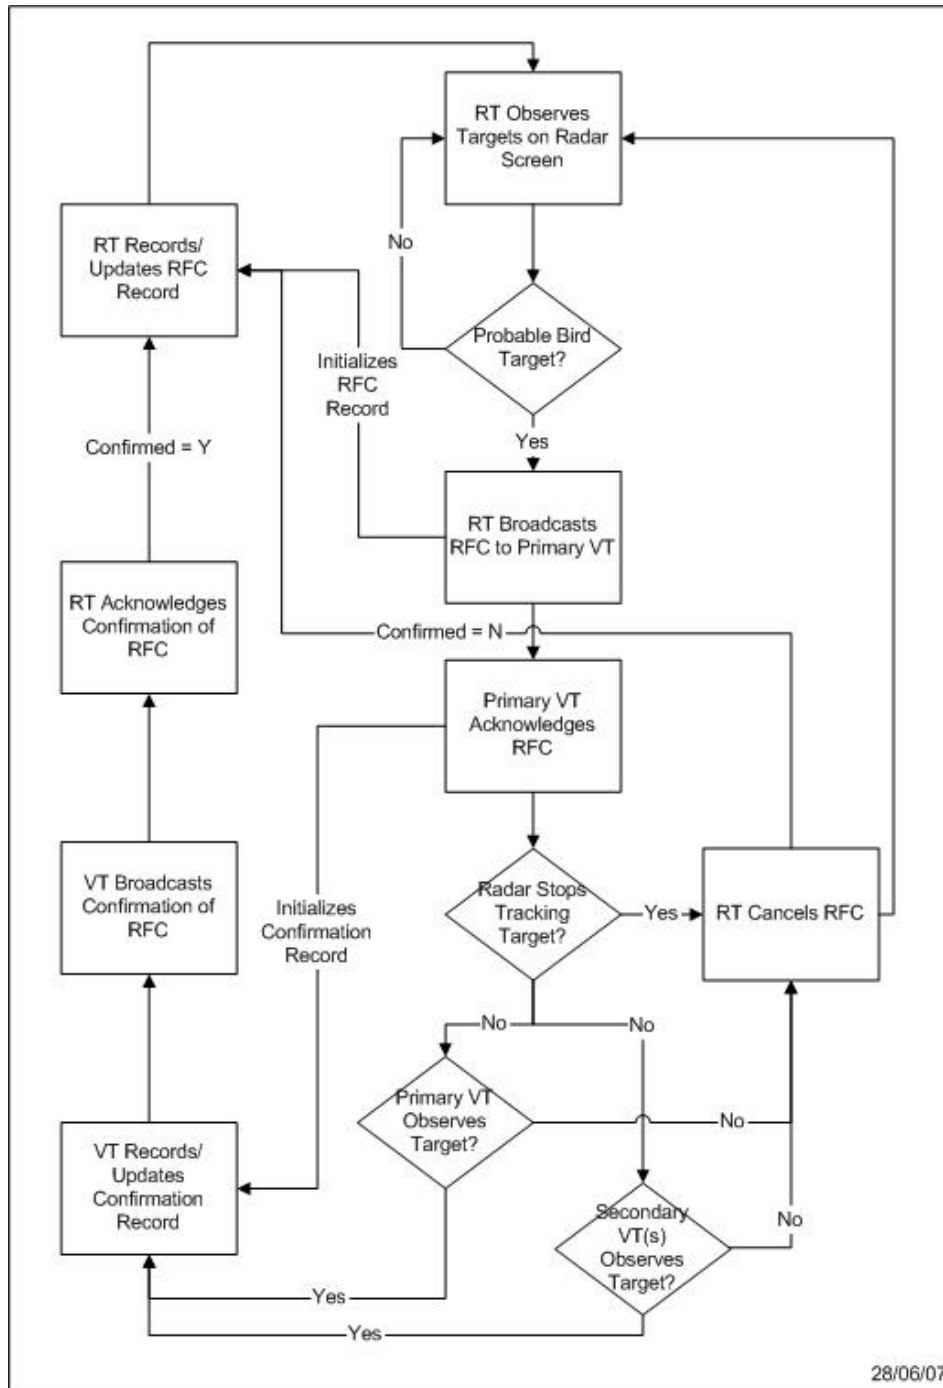 RT Observes
Targets on Radar
Screen
No
RT Records/
Updates RFC
Record
Probable Bird
Target?
Initializes
RFC
Record
Yes
Confirmed = Y
RT Broadcasts
RFC to Primary VT
RT Acknowledges
Confirmation of
RFC
Confirmed = N
Primary VT
Acknowledges
RFC
VT Broadcasts
Confirmation of
RFC
Initializes
Confirmation
Record
Radar Stops
Tracking
Target?
Yes
RT Cancels RFC
No
No
Primary VT
Observes
Target?
No
VT Records/
Updates
Confirmation
Record
Secondary
VT(s)
Observes
Target?
No
Yes
Yes
28/06/07